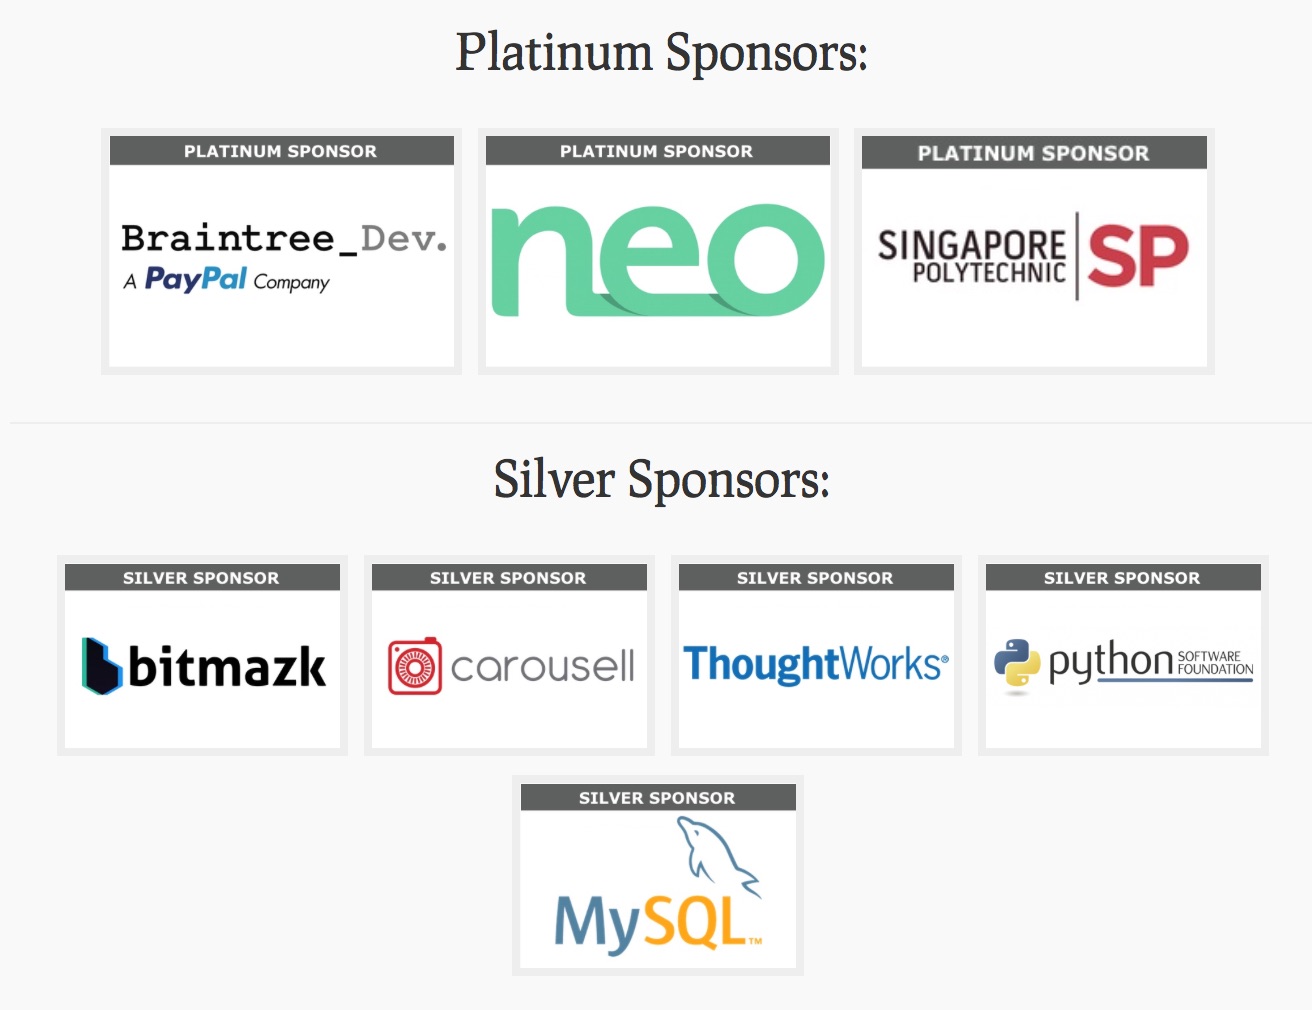 Platinum Sponsors:
PLATINUM SPONSOR
Braintree_Dev.
A PayPal Company
PLATINUM SPONSOR
neo
PLATINUM SPONSOR
SINGAPORE
POLYTECHNIC
SP
Silver Sponsors:
SILVER SPONSOR
bitmazk
SILVER SPONSOR
carousell
SILVER SPONSOR
ThoughtWorks®
SILVER SPONSOR
python
SOFTWARE
FOUNDATION
SILVER SPONSOR
MySQL™